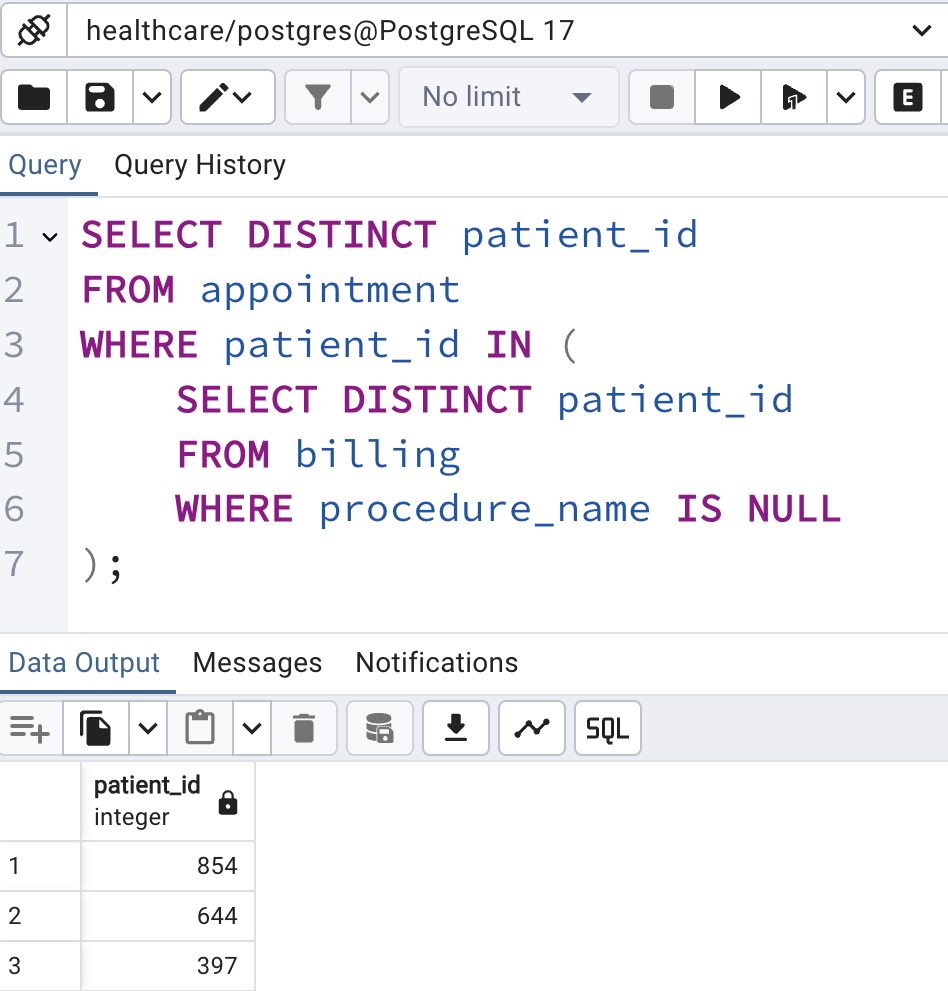 healthcare/postgres@PostgreSQL 17
No limit
E
Query Query History
1 SELECT DISTINCT patient_id
2 FROM appointment
3 WHERE patient_id IN (
4     SELECT DISTINCT patient_id
5     FROM billing
6     WHERE procedure_name IS NULL
7 );
Data Output Messages Notifications
SQL
patient_id
integer
1 854
2 644
3 397